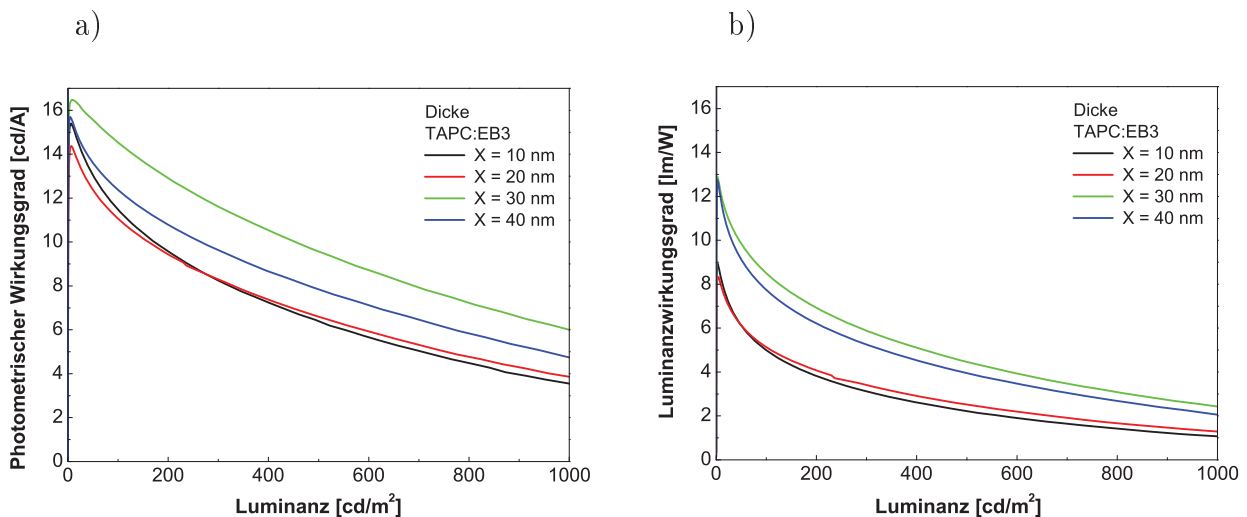 a)
Photometrischer Wirkungsgrad [cd/A]
16
14
12
10
8
6
4
2
0
0 200 400 600 800 1000
Luminanz [cd/m²]
Dicke
TAPC:EB3
X = 10 nm
X = 20 nm
X = 30 nm
X = 40 nm
b)
Luminanzwirkungsgrad [lm/W]
16
14
12
10
8
6
4
2
0
0 200 400 600 800 1000
Luminanz [cd/m²]
Dicke
TAPC:EB3
X = 10 nm
X = 20 nm
X = 30 nm
X = 40 nm